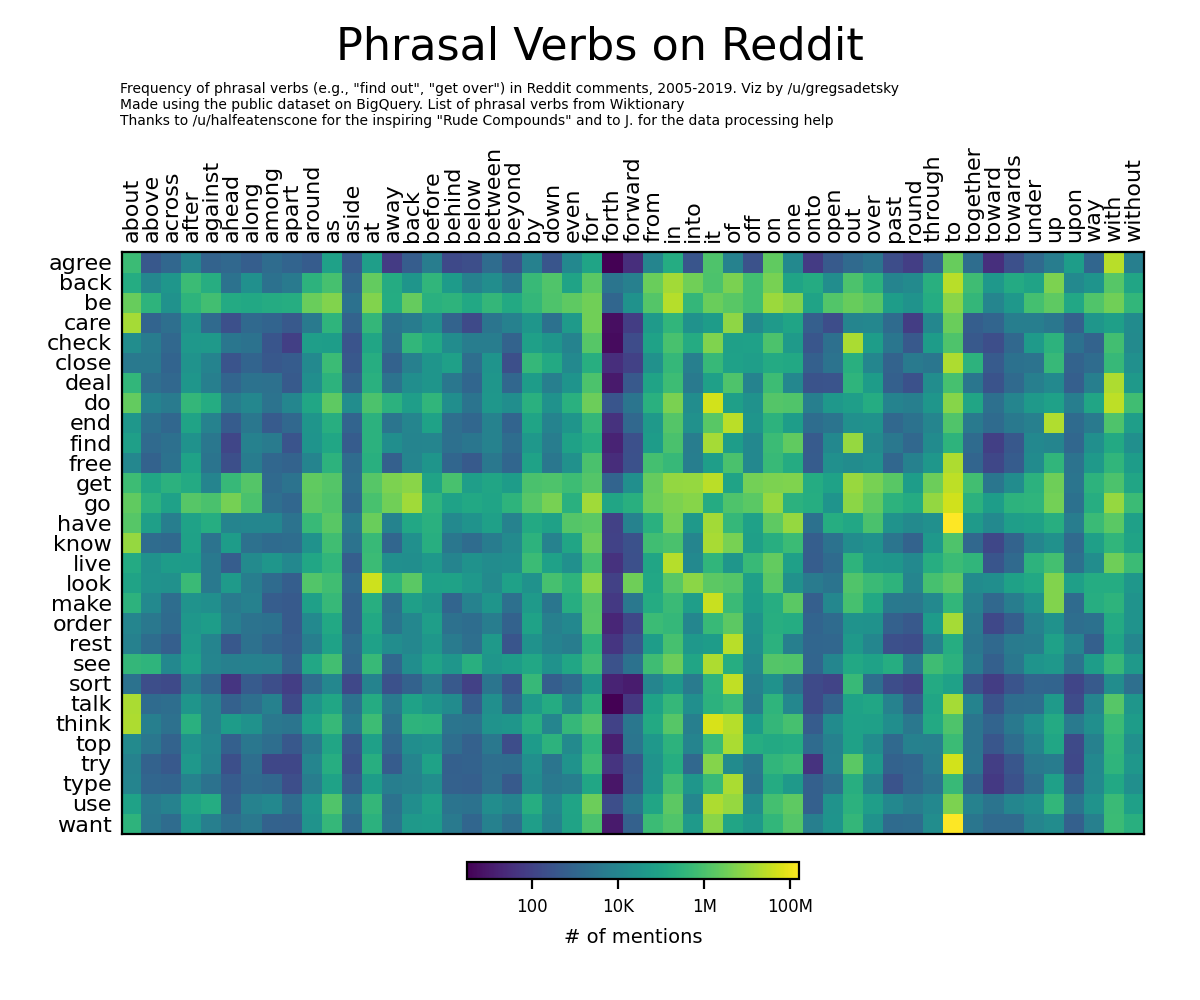 Phrasal Verbs on Reddit
Frequency of phrasal verbs (e.g., "find out", "get over") in Reddit comments, 2005-2019. Viz by /u/gregsadetsky
Made using the public dataset on BigQuery. List of phrasal verbs from Wiktionary
Thanks to /u/halfeatenscone for the inspiring "Rude Compounds" and to J. for the data processing help
about
above
across
after
against
ahead
along
among
apart
around
as
aside
at
away
back
before
behind
below
between
beyond
by
down
even
for
forth
forward
from
in
into
it
of
off
on
one
onto
open
out
over
past
round
through
to
together
toward
towards
under
up
upon
way
with
without
agree
back
be
care
check
close
deal
do
end
find
free
get
go
have
know
live
look
make
order
rest
see
sort
talk
think
top
try
type
use
want
100
10K
1M
100M
# of mentions